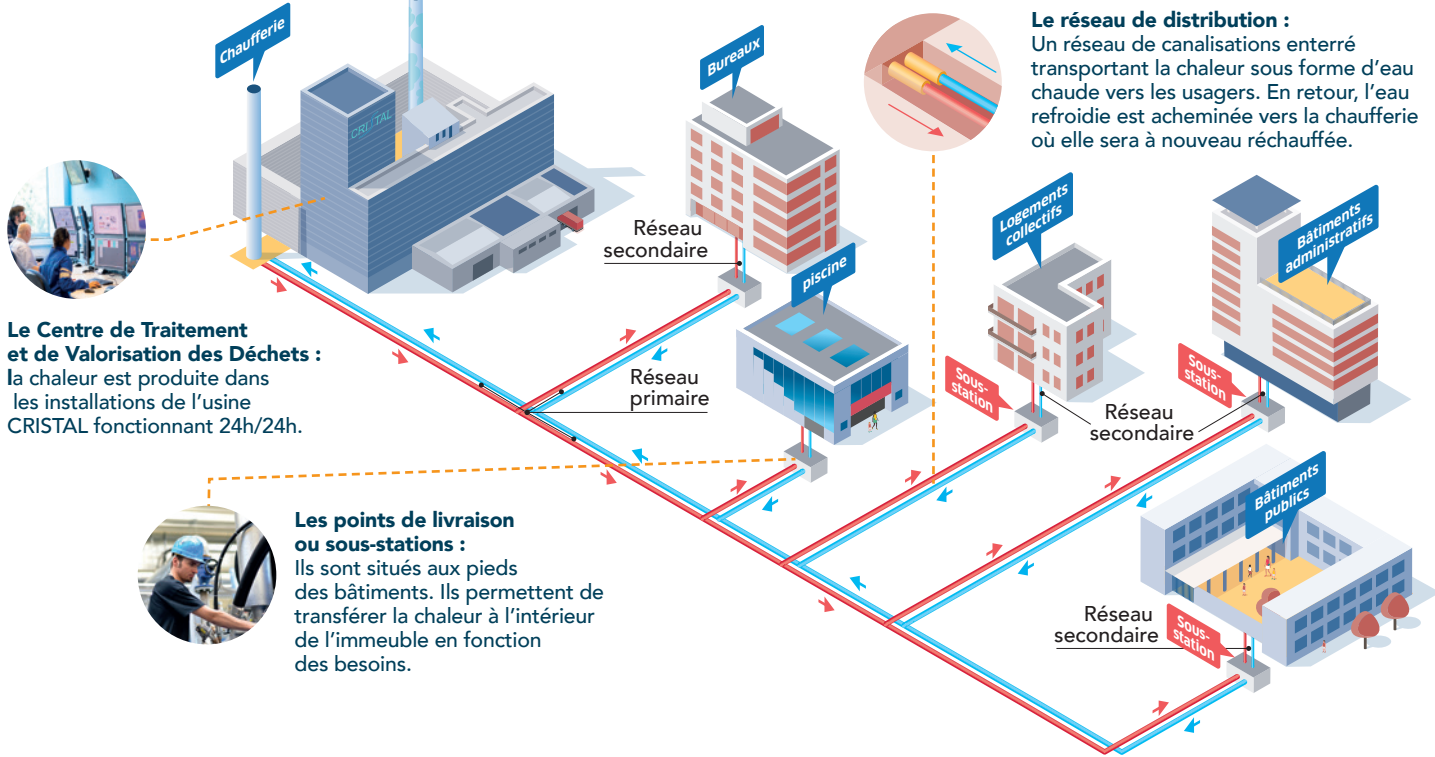 Chaufferie
CRISTAL
Bureaux
Le réseau de distribution :
Un réseau de canalisations enterré
transportant la chaleur sous forme d'eau
chaude vers les usagers. En retour, l'eau
refroidie est acheminée vers la chaufferie
où elle sera à nouveau réchauffée.
Logements
collectifs
Bâtiments
administratifs
Réseau
secondaire
piscine
Le Centre de Traitement
et de Valorisation des Déchets :
la chaleur est produite dans
les installations de l'usine
CRISTAL fonctionnant 24h/24h.
Réseau
primaire
Sous-
station
Réseau
secondaire
Sous-
station
Bâtiments
publics
Les points de livraison
ou sous-stations :
Ils sont situés aux pieds
des bâtiments. Ils permettent de
transférer la chaleur à l'intérieur
de l'immeuble en fonction
des besoins.
Réseau
secondaire
Sous-
station